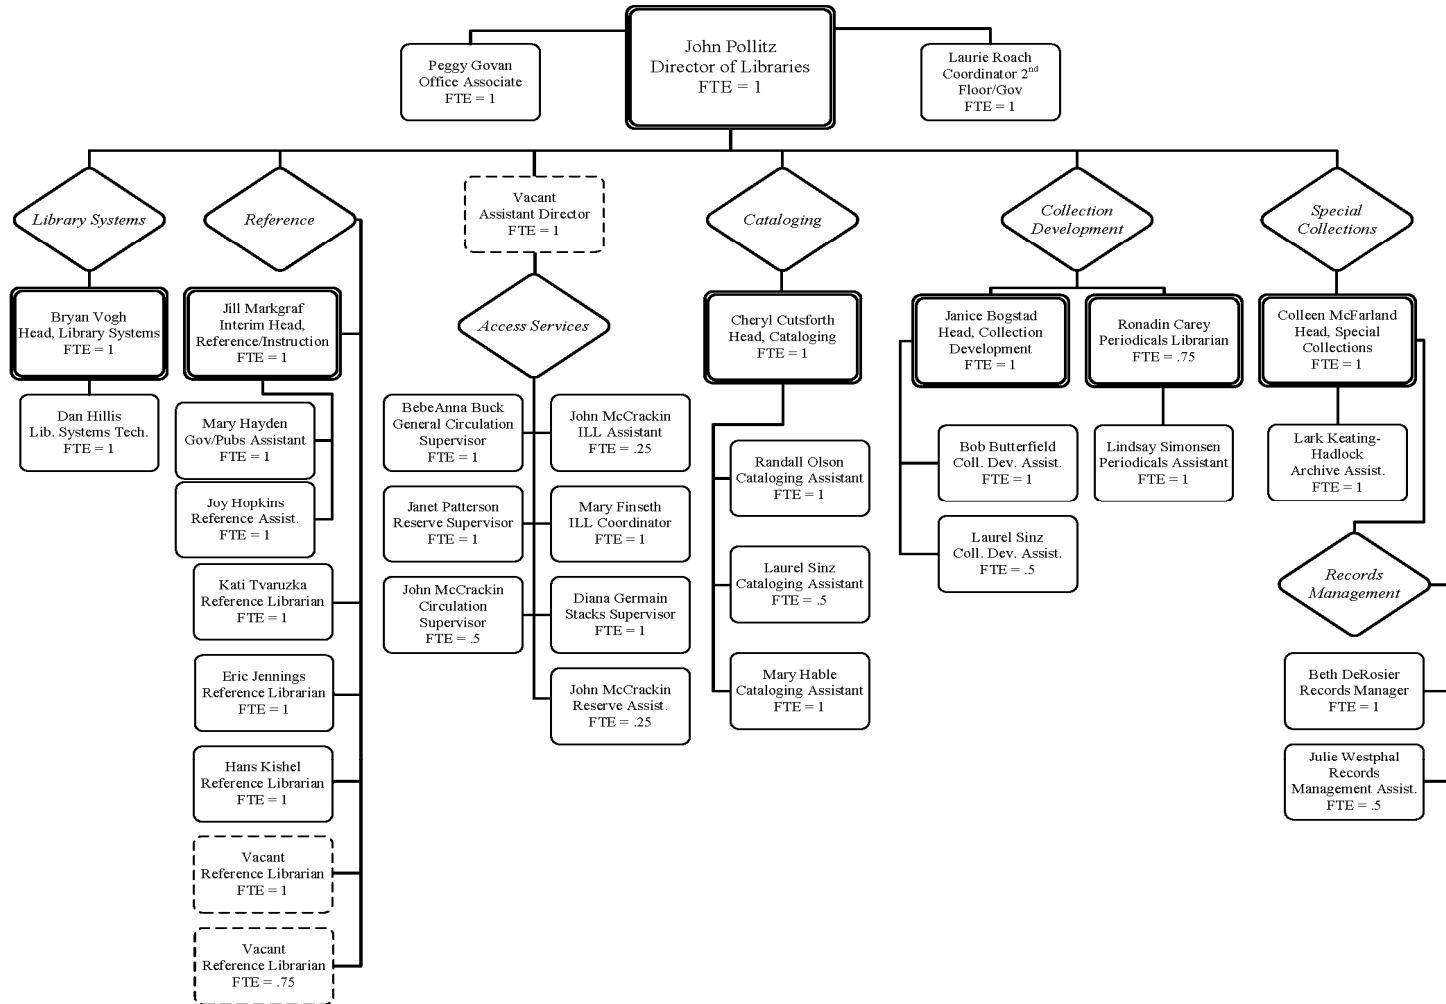 John Pollitz
Director of Libraries
FTE = 1
Peggy Govan
Office Associate
FTE = 1
Laurie Roach
Coordinator 2nd
Floor/Gov
FTE = 1
Library Systems
Bryan Vogh
Head, Library Systems
FTE = 1
Dan Hillis
Lib. Systems Tech.
FTE = 1
Reference
Jill Markgraf
Interim Head,
Reference/Instruction
FTE = 1
Mary Hayden
Gov/Pubs Assistant
FTE = 1
Joy Hopkins
Reference Assist.
FTE = 1
Kati Tvaruzka
Reference Librarian
FTE = 1
Eric Jennings
Reference Librarian
FTE = 1
Hans Kishel
Reference Librarian
FTE = 1
Vacant
Reference Librarian
FTE = 1
Vacant
Reference Librarian
FTE = .75
Vacant
Assistant Director
FTE = 1
Access Services
BebeAnna Buck
General Circulation
Supervisor
FTE = 1
John McCrackin
ILL Assistant
FTE = .25
Janet Patterson
Reserve Supervisor
FTE = 1
Mary Finseth
ILL Coordinator
FTE = 1
John McCrackin
Circulation
Supervisor
FTE = .5
Diana Germain
Stacks Supervisor
FTE = 1
John McCrackin
Reserve Assist.
FTE = .25
Cataloging
Cheryl Cutsforth
Head, Cataloging
FTE = 1
Randall Olson
Cataloging Assistant
FTE = 1
Laurel Sinz
Cataloging Assistant
FTE = .5
Mary Hable
Cataloging Assistant
FTE = 1
Collection
Development
Janice Bogstad
Head, Collection
Development
FTE = 1
Ronadin Carey
Periodicals Librarian
FTE = .75
Bob Butterfield
Coll. Dev. Assist.
FTE = 1
Lindsay Simonsen
Periodicals Assistant
FTE = 1
Laurel Sinz
Coll. Dev. Assist.
FTE = .5
Special
Collections
Colleen McFarland
Head, Special
Collections
FTE = 1
Lark Keating-
Hadlock
Archive Assist.
FTE = 1
Records
Management
Beth DeRosier
Records Manager
FTE = 1
Julie Westphal
Records
Management Assist.
FTE = .5